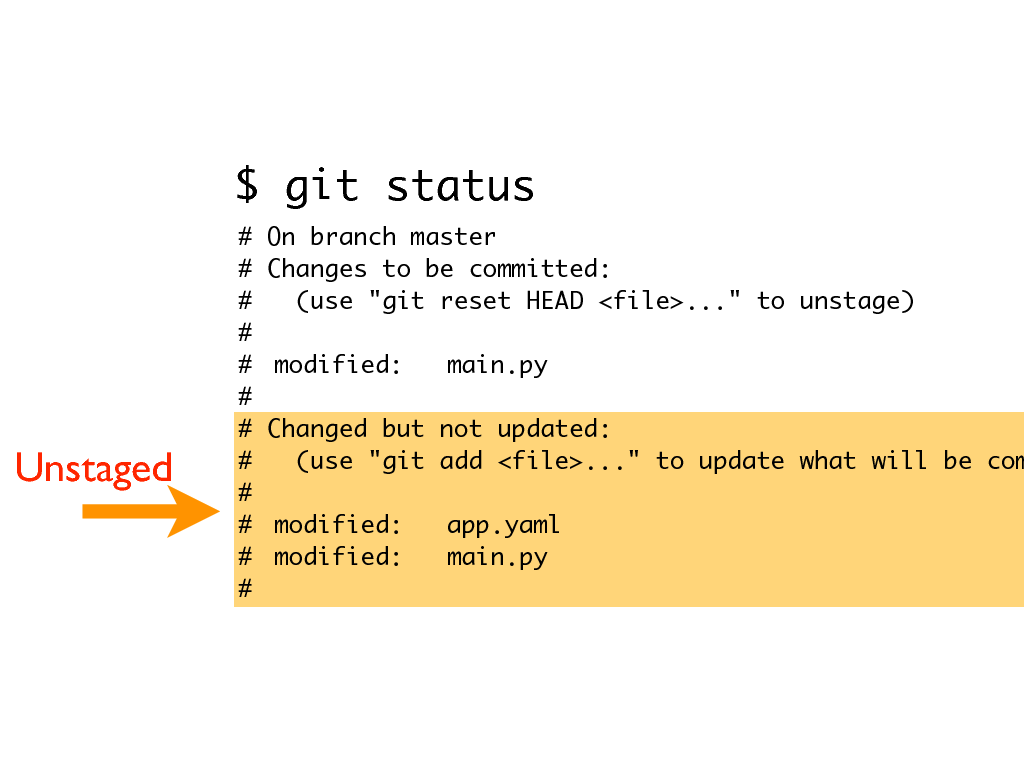 $ git status
# On branch master
# Changes to be committed:
#   (use "git reset HEAD <file>..." to unstage)
#
# modified:   main.py
#
# Changed but not updated:
Unstaged
#   (use "git add <file>..." to update what will be com
#
# modified:   app.yaml
# modified:   main.py
#